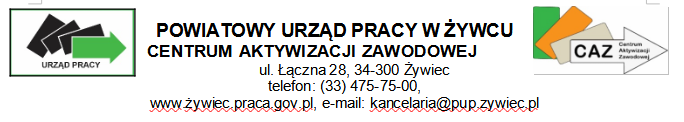 POWIATOWY URZĄD PRACY W ŻYWCU
CENTRUM AKTYWIZACJI ZAWODOWEJ
ul. Łączna 28, 34-300 Żywiec
telefon: (33) 475-75-00,
www.żywiec.praca.gov.pl, e-mail: kancelaria@pup.zywiec.pl
URZĄD PRACY
CAZ
Centrum
Aktywizacji
Zawodowej